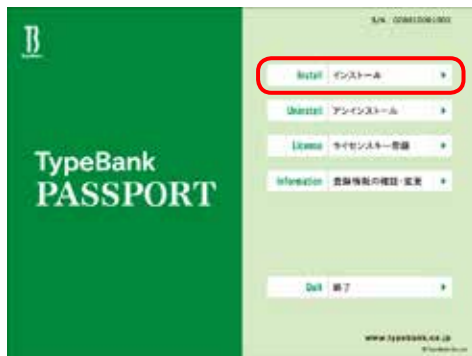 TypeBank
PASSPORT
Install インストール
Uninstall アンインストール
License ライセンスキー登録
Information 登録情報の確認・変更
Quit 終了
www.typebank.co.jp